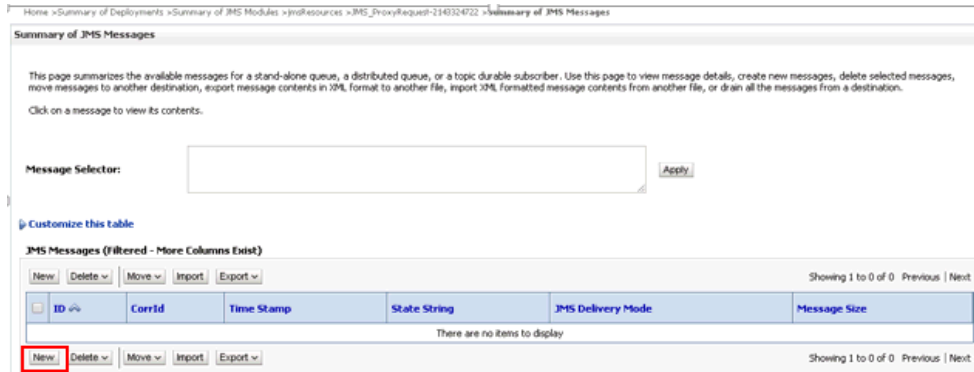 Home >Summary of Deployments >Summary of JMS Modules >jmsResources >JMS_ProxyRequest-2143324722 >Summary of JMS Messages
Summary of JMS Messages
This page summarizes the available messages for a stand-alone queue, a distributed queue, or a topic durable subscriber. Use this page to view message details, create new messages, delete selected messages,
move messages to another destination, export message contents in XML format to another file, import XML formatted message contents from another file, or drain all the messages from a destination.
Click on a message to view its contents.
Message Selector:
Apply
Customize this table
JMS Messages (Filtered - More Columns Exist)
New Delete Move Import Export Showing 1 to 0 of 0 Previous | Next
ID CorrId Time Stamp State String JMS Delivery Mode Message Size
There are no items to display
New Delete Move Import Export Showing 1 to 0 of 0 Previous | Next